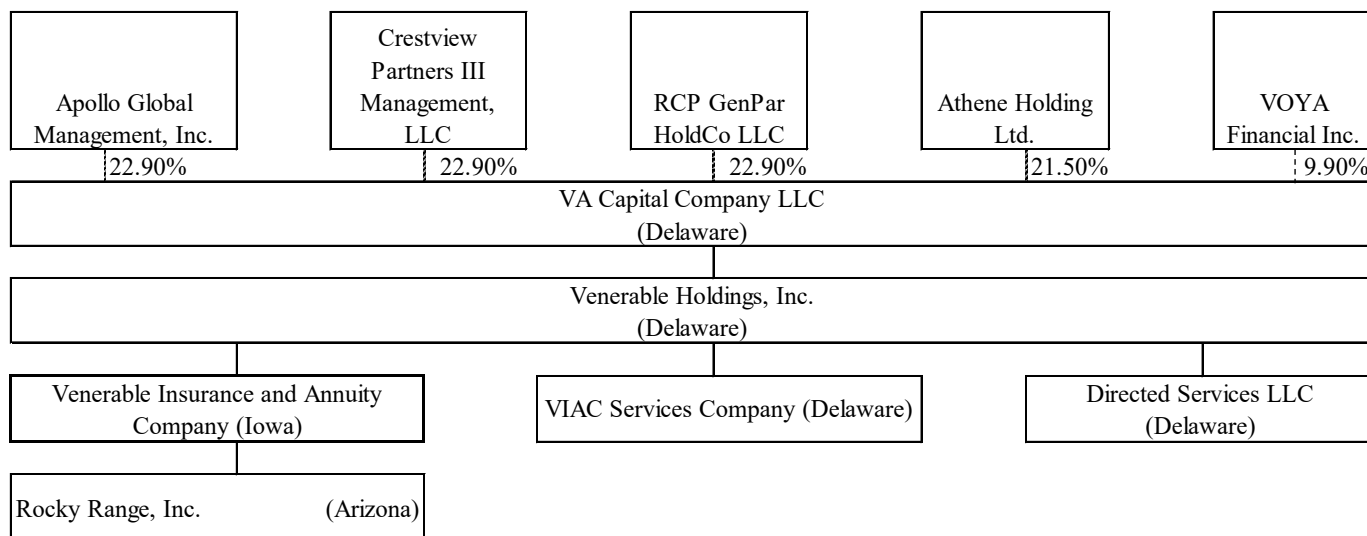 Apollo Global
Management, Inc.
Crestview
Partners III
Management,
LLC
RCP GenPar
HoldCo LLC
Athene Holding
Ltd.
VOYA
Financial Inc.
22.90%
22.90%
22.90%
21.50%
9.90%
VA Capital Company LLC
(Delaware)
Venerable Holdings, Inc.
(Delaware)
Venerable Insurance and Annuity
Company (Iowa)
VIAC Services Company (Delaware)
Directed Services LLC
(Delaware)
Rocky Range, Inc. (Arizona)